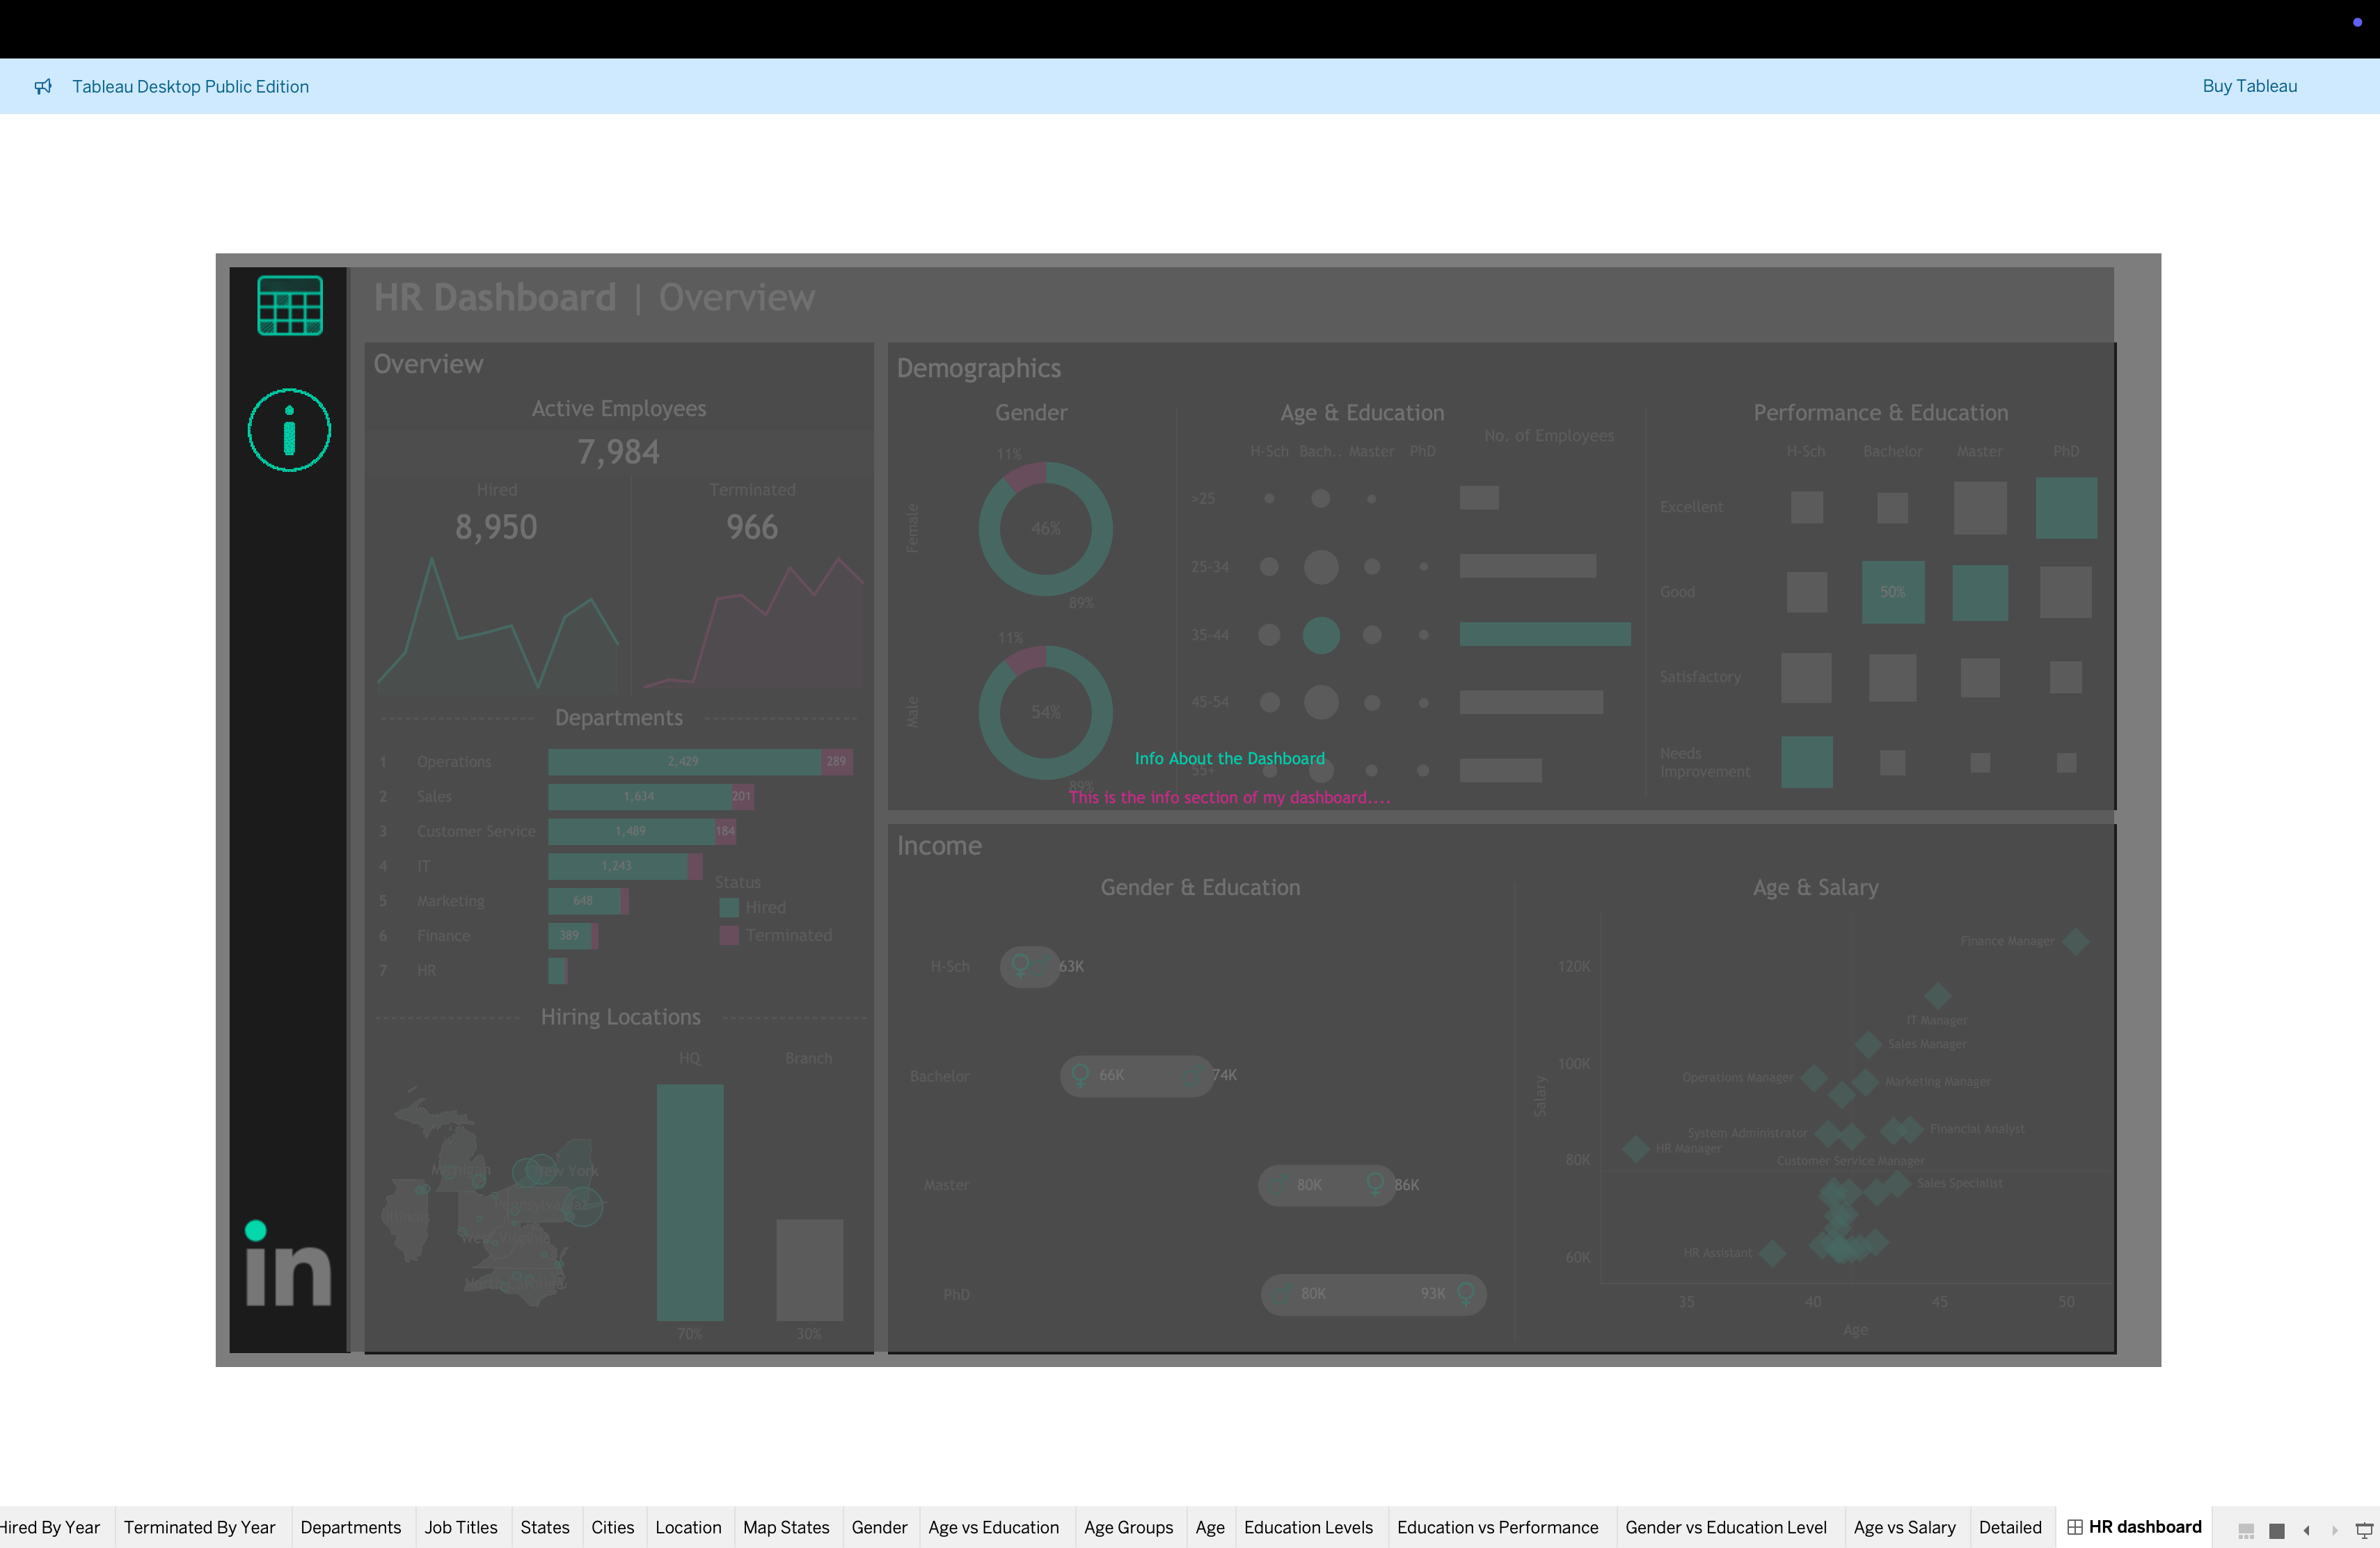 Tableau Desktop Public Edition
Buy Tableau
HR Dashboard | Overview
Overview
Active Employees
7,984
Hired
Terminated
8,950
966
Departments
1 Operations 2,429 289
2 Sales 1,634 201
3 Customer Service 1,489 184
4 IT 1,243
5 Marketing 648
6 Finance 389
7 HR
Status
Hired
Terminated
Hiring Locations
HQ
Branch
Michigan
New York
Pennsylvania
Illinois
70%
30%
in
Demographics
Gender
11%
Female
46%
89%
11%
Male
54%
89%
Age & Education
No. of Employees
H-Sch Bach.. Master PhD
>25
25-34
35-44
45-54
55+
Performance & Education
H-Sch Bachelor Master PhD
Excellent
Good
50%
Satisfactory
Needs
Improvement
Info About the Dashboard
This is the info section of my dashboard....
Income
Gender & Education
H-Sch 63K
Bachelor 66K 74K
Master 80K 86K
PhD 80K 93K
Age & Salary
Finance Manager
120K
IT Manager
Sales Manager
100K
Operations Manager
Marketing Manager
Salary
System Administrator
Financial Analyst
HR Manager
Customer Service Manager
80K
Sales Specialist
HR Assistant
60K
35 40 45 50
Age
Hired By Year Terminated By Year Departments Job Titles States Cities Location Map States Gender Age vs Education Age Groups Age Education Levels Education vs Performance Gender vs Education Level Age vs Salary Detailed HR dashboard